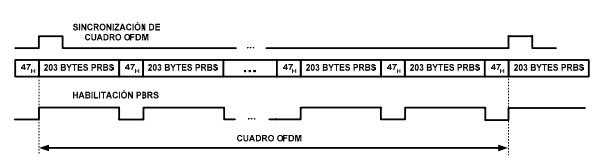 SINCRONIZACIÓN DE
CUADRO OFDM
...
47H 203 BYTES PRBS 47H 203 BYTES PRBS ... 47H 203 BYTES PRBS 47H 203 BYTES PRBS 47H 203 BYTES PRBS
HABILITACIÓN PBRS
...
CUADRO OFDM